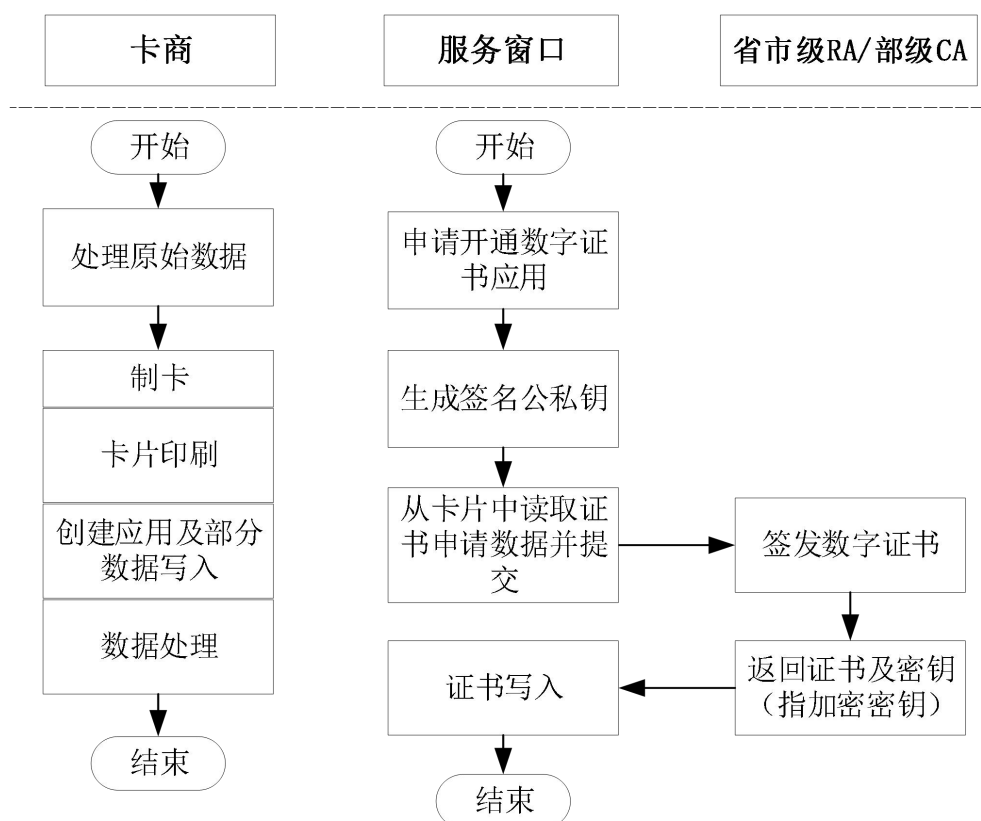 卡商
服务窗口
省市级RA/部级CA
开始
处理原始数据
制卡
卡片印刷
创建应用及部分
数据写入
数据处理
结束
开始
申请开通数字证
书应用
生成签名公私钥
从卡片中读取证
书申请数据并提
交
签发数字证书
返回证书及密钥
（指加密密钥）
证书写入
结束